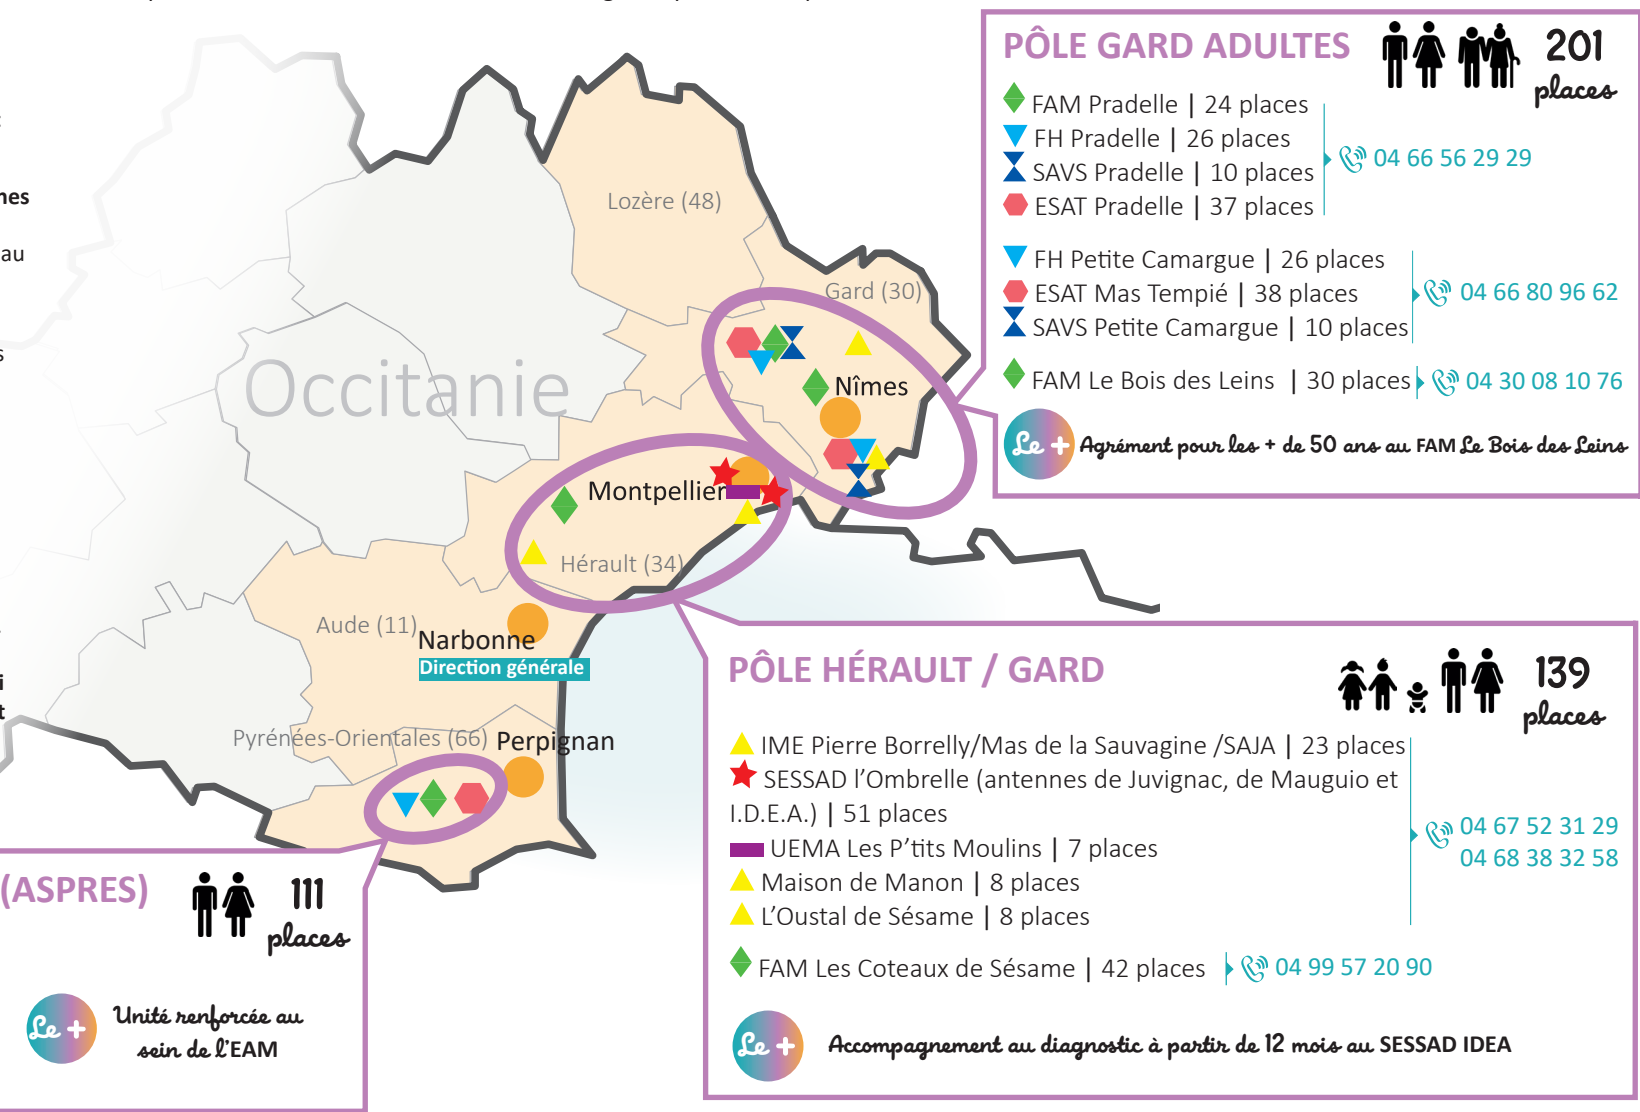 PÔLE GARD ADULTES
201
places
FAM Pradelle | 24 places
FH Pradelle | 26 places
SAVS Pradelle | 10 places
ESAT Pradelle | 37 places
04 66 56 29 29
FH Petite Camargue | 26 places
ESAT Mas Tempié | 38 places
SAVS Petite Camargue | 10 places
04 66 80 96 62
FAM Le Bois des Leins | 30 places
04 30 08 10 76
Le + Agrément pour les + de 50 ans au FAM Le Bois des Leins
nes
au
s
i
t
Lozère (48)
Gard (30)
Occitanie
Nîmes
Montpellier
Hérault (34)
Aude (11)
Narbonne
Direction générale
Pyrénées-Orientales (66)
Perpignan
PÔLE HÉRAULT / GARD
139
places
IME Pierre Borrelly/Mas de la Sauvagine /SAJA | 23 places
SESSAD l’Ombrelle (antennes de Juvignac, de Mauguio et
I.D.E.A.) | 51 places
UEMA Les P’tits Moulins | 7 places
Maison de Manon | 8 places
L’Oustal de Sésame | 8 places
04 67 52 31 29
04 68 38 32 58
FAM Les Coteaux de Sésame | 42 places
04 99 57 20 90
Le + Accompagnement au diagnostic à partir de 12 mois au SESSAD IDEA
(ASPRES)
111
places
Le + Unité renforcée au
sein de l’EAM